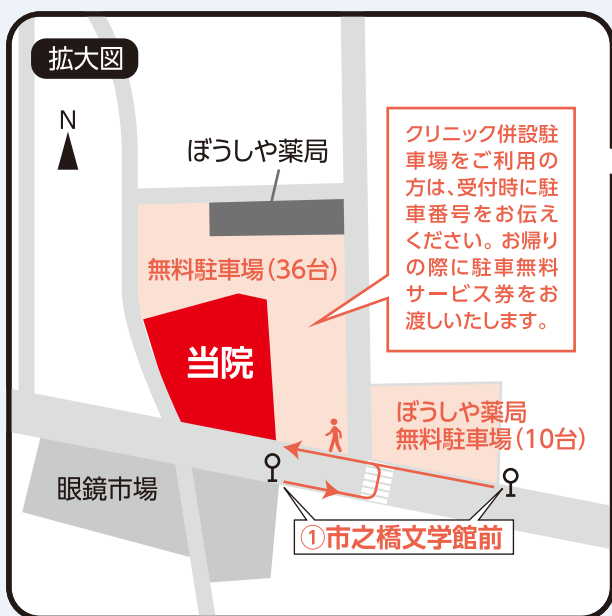 拡大図
N
ぼうしや薬局
クリニック併設駐
車場をご利用の
方は、受付時に駐
車番号をお伝え
ください。お帰り
の際に駐車無料
サービス券をお
渡しいたします。
無料駐車場(36台)
当院
ぼうしや薬局
無料駐車場(10台)
眼鏡市場
①市之橋文学館前